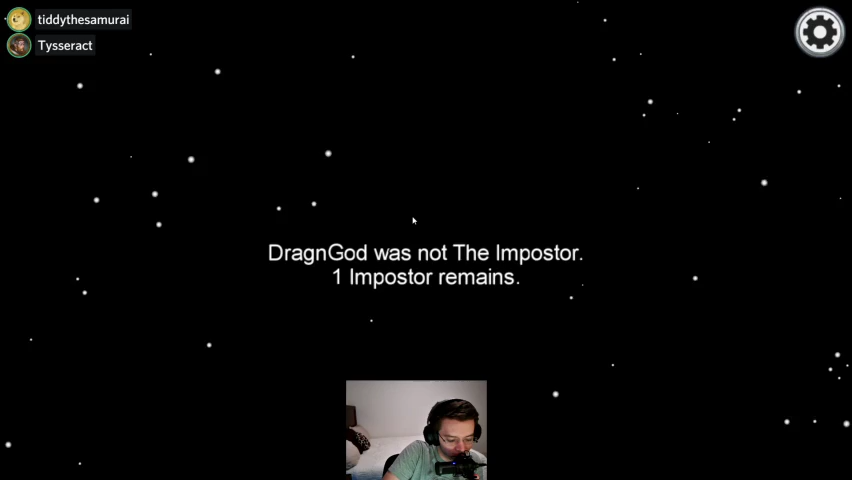 tiddythesamurai
Tysseract
DragnGod was not The Impostor.
1 Impostor remains.